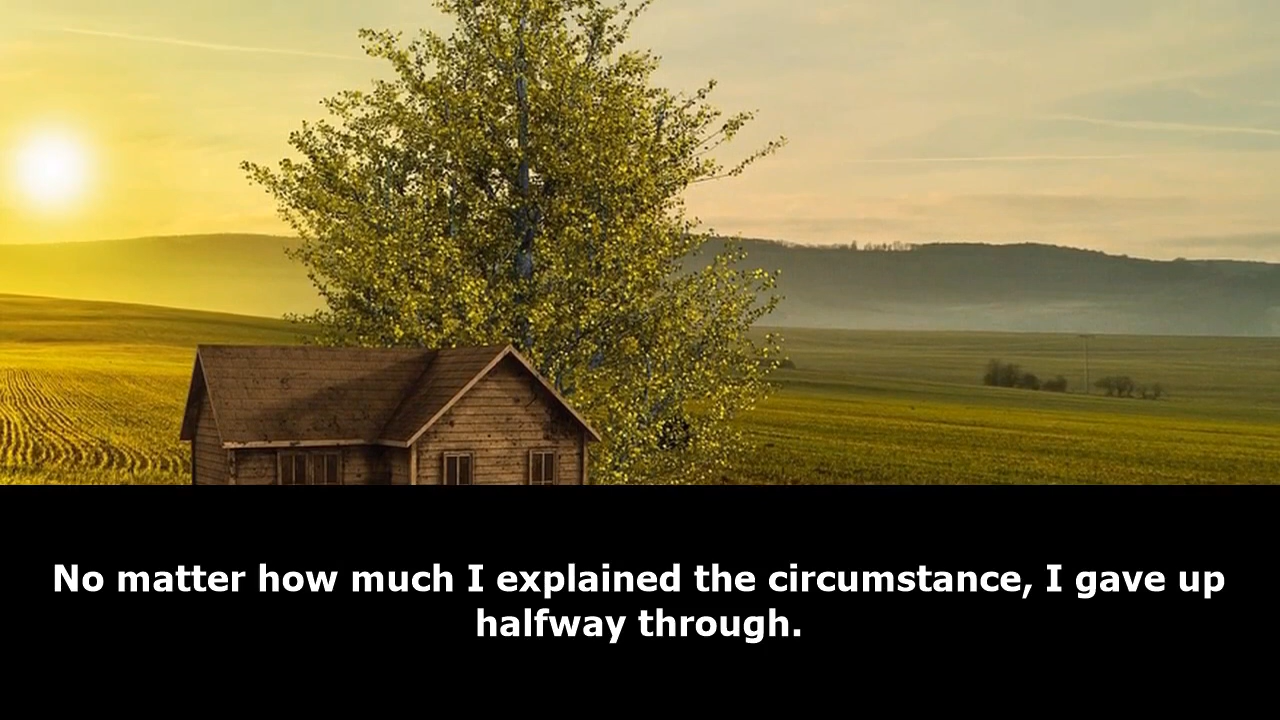 No matter how much I explained the circumstance, I gave up
halfway through.